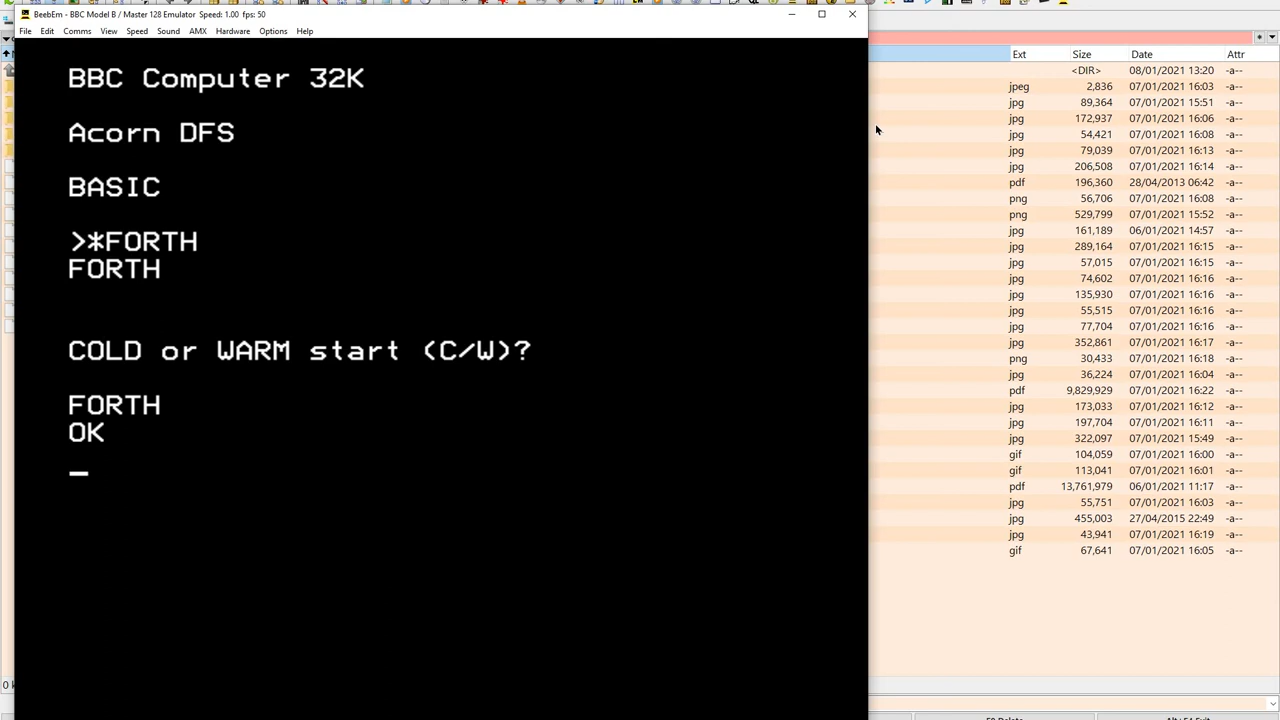 BeebEm - BBC Model B / Master 128 Emulator Speed: 1.00 fps: 50
File Edit Comms View Speed Sound AMX Hardware Options Help
BBC Computer 32K
Acorn DFS
BASIC
>*FORTH
FORTH
COLD or WARM start (C/W)?
FORTH
OK
_
Ext Size Date Attr
<DIR> 08/01/2021 13:20 -a--
jpeg 2,836 07/01/2021 16:03 -a--
jpg 89,364 07/01/2021 15:51 -a--
jpg 172,937 07/01/2021 16:06 -a--
jpg 54,421 07/01/2021 16:08 -a--
jpg 79,039 07/01/2021 16:13 -a--
jpg 206,508 07/01/2021 16:14 -a--
pdf 196,360 28/04/2013 06:42 -a--
png 56,706 07/01/2021 16:08 -a--
png 529,799 07/01/2021 15:52 -a--
jpg 161,189 06/01/2021 14:57 -a--
jpg 289,164 07/01/2021 16:15 -a--
jpg 57,015 07/01/2021 16:15 -a--
jpg 74,602 07/01/2021 16:16 -a--
jpg 135,930 07/01/2021 16:16 -a--
jpg 55,515 07/01/2021 16:16 -a--
jpg 77,704 07/01/2021 16:16 -a--
jpg 352,861 07/01/2021 16:17 -a--
png 30,433 07/01/2021 16:18 -a--
jpg 36,224 07/01/2021 16:04 -a--
pdf 9,829,929 07/01/2021 16:22 -a--
jpg 173,033 07/01/2021 16:12 -a--
jpg 197,704 07/01/2021 16:11 -a--
jpg 322,097 07/01/2021 15:49 -a--
gif 104,059 07/01/2021 16:00 -a--
gif 113,041 07/01/2021 16:01 -a--
pdf 13,761,979 06/01/2021 11:17 -a--
jpg 55,751 07/01/2021 16:03 -a--
jpg 455,003 27/04/2015 22:49 -a--
jpg 43,941 07/01/2021 16:19 -a--
gif 67,641 07/01/2021 16:05 -a--